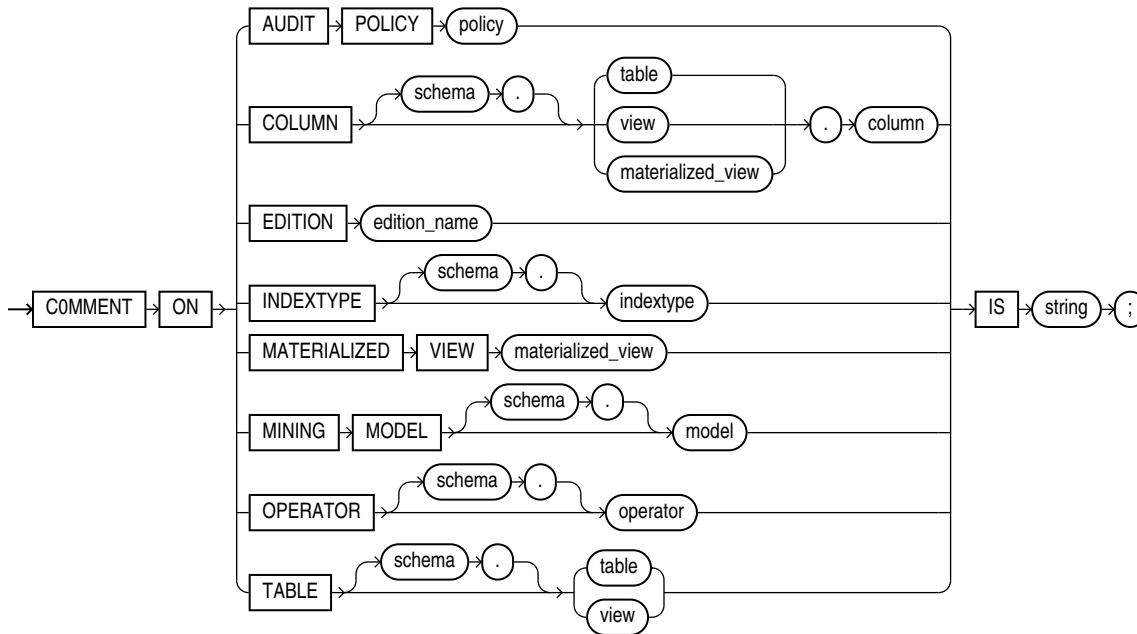 AUDIT POLICY policy
schema . table
COLUMN view . column
materialized_view
EDITION edition_name
schema .
INDEXTYPE indextype
C0MMENT ON IS string ;
MATERIALIZED VIEW materialized_view
schema .
MINING MODEL model
schema .
OPERATOR operator
schema . table
TABLE view